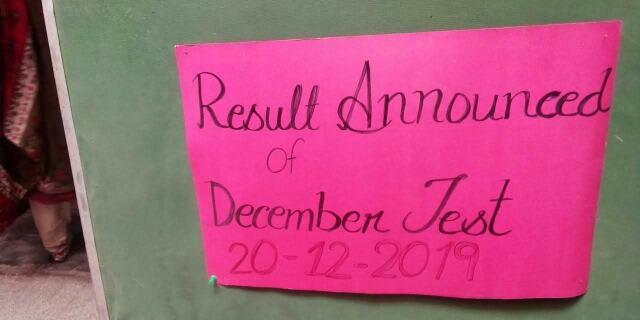 Result Announced
Of
December Test
20-12-2019